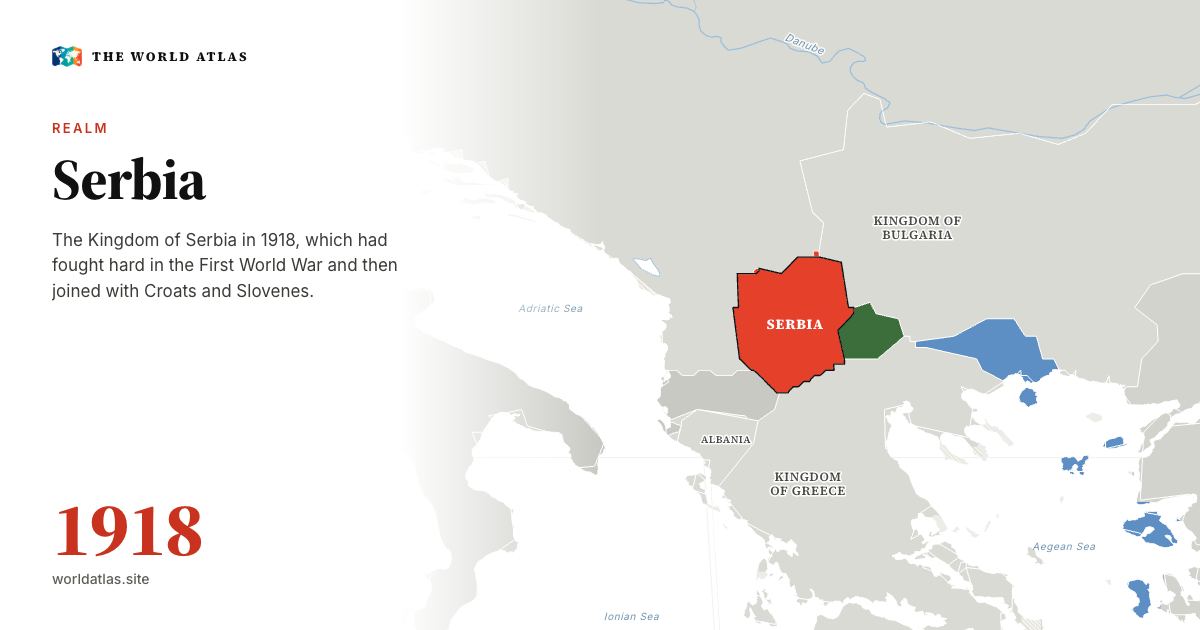 THE WORLD ATLAS
REALM
Serbia
The Kingdom of Serbia in 1918, which had
fought hard in the First World War and then
joined with Croats and Slovenes.
1918
worldatlas.site
Danube
KINGDOM OF
BULGARIA
Adriatic Sea
SERBIA
ALBANIA
KINGDOM
OF GREECE
Aegean Sea
Ionian Sea